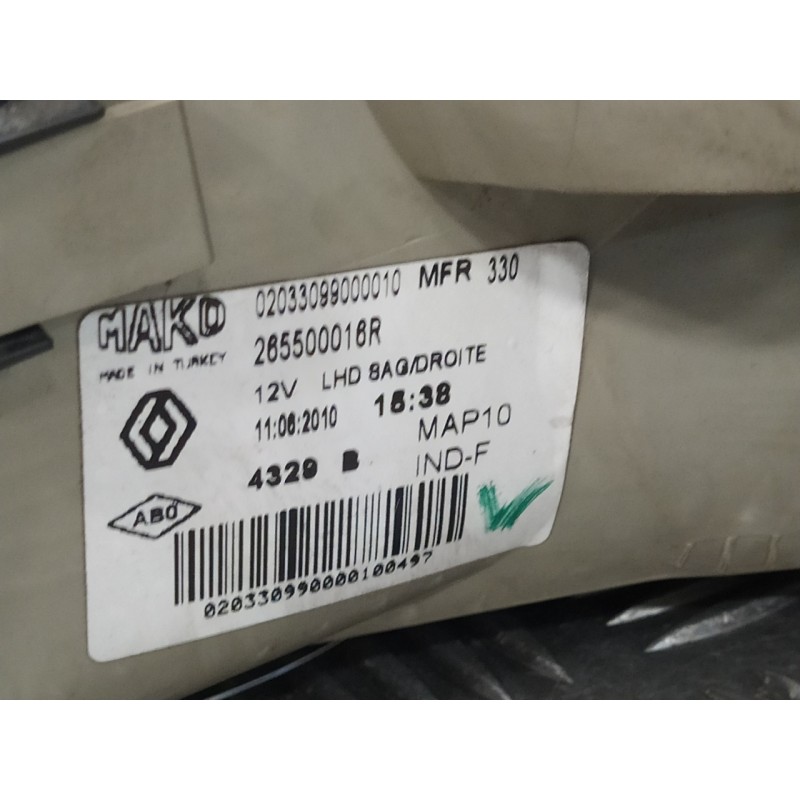 MAKO 02033099000010 MFR 330
MADE IN TURKEY 265500016R
12V LHD SAG/DROITE
11:06:2010 15:38 MAP10
4329 B IND-F
ABO
0203309900000100497